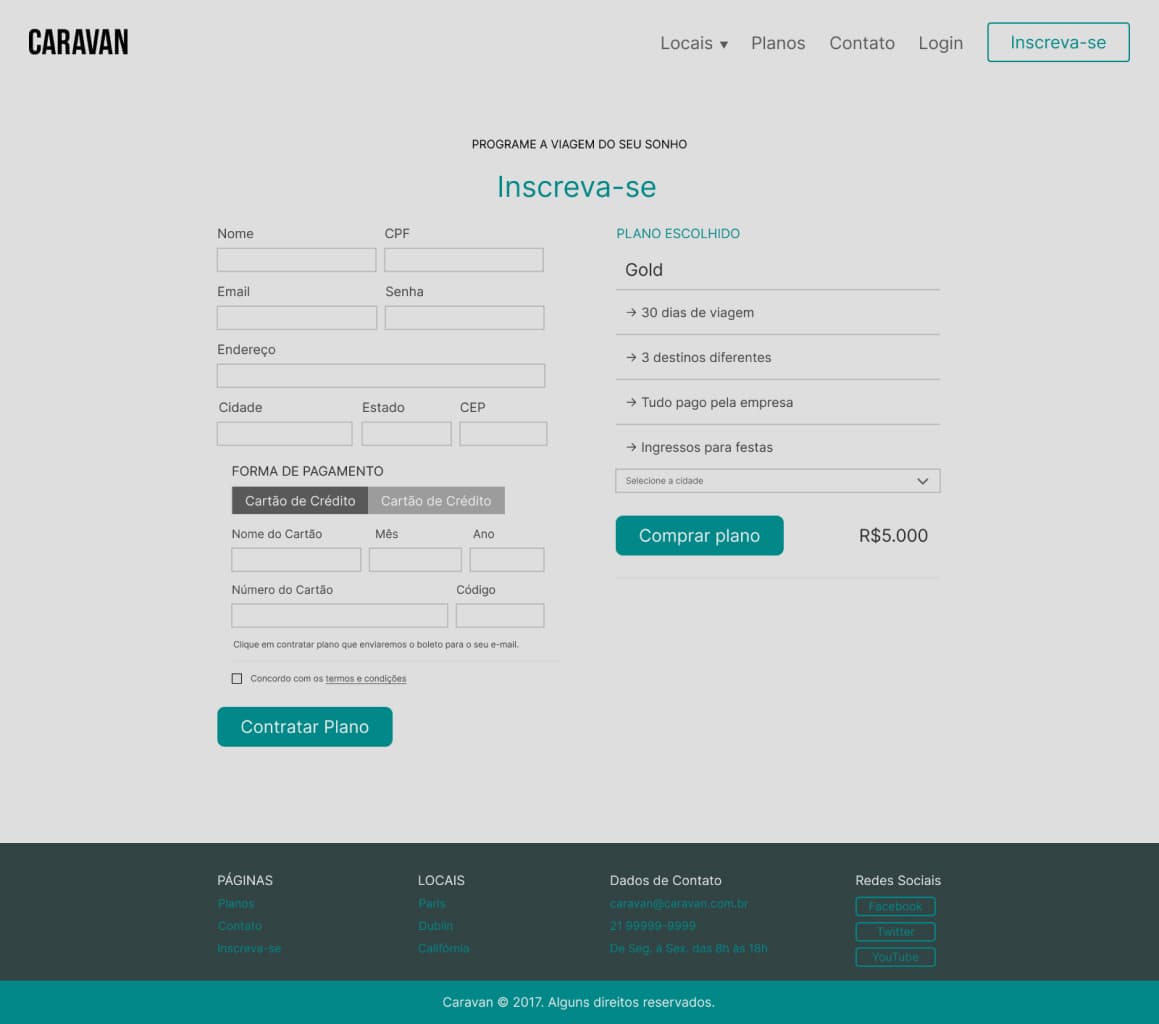 CARAVAN
Locais ▼ Planos Contato Login Inscreva-se
PROGRAME A VIAGEM DO SEU SONHO
Inscreva-se
Nome CPF
Email Senha
Endereço
Cidade Estado CEP
FORMA DE PAGAMENTO
Cartão de Crédito Cartão de Crédito
Nome do Cartão Mês Ano
Número do Cartão Código
Clique em contratar plano que enviaremos o boleto para o seu e-mail.
Concordo com os termos e condições
Contratar Plano
PLANO ESCOLHIDO
Gold
→ 30 dias de viagem
→ 3 destinos diferentes
→ Tudo pago pela empresa
→ Ingressos para festas
Selecione a cidade
Comprar plano R$5.000
PÁGINAS
Planos
Contato
Inscreva-se
LOCAIS
Paris
Dublin
Califórnia
Dados de Contato
caravan@caravan.com.br
21 99999-9999
De Seg. à Sex. das 8h às 18h
Redes Sociais
Facebook
Twitter
YouTube
Caravan © 2017. Alguns direitos reservados.